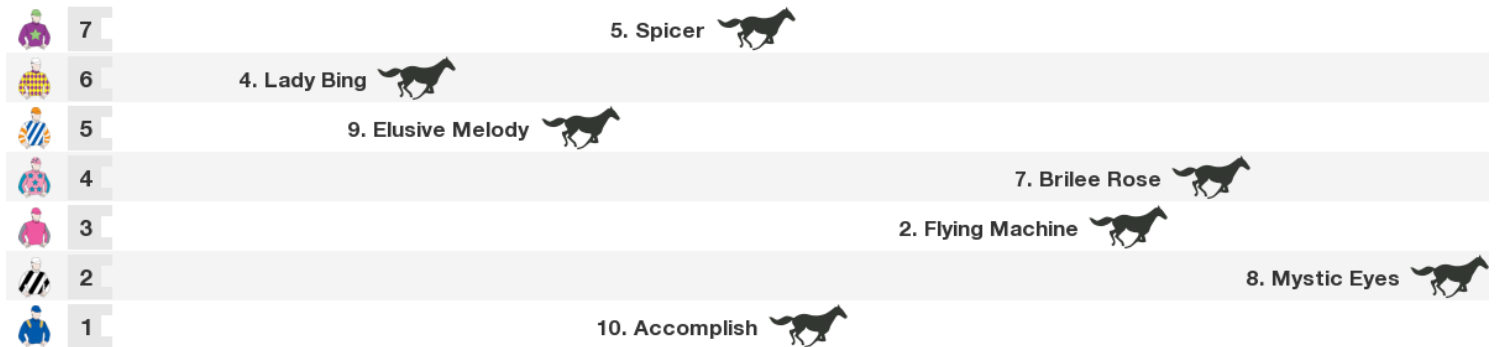 7 5. Spicer
6 4. Lady Bing
5 9. Elusive Melody
4 7. Brilee Rose
3 2. Flying Machine
2 8. Mystic Eyes
1 10. Accomplish